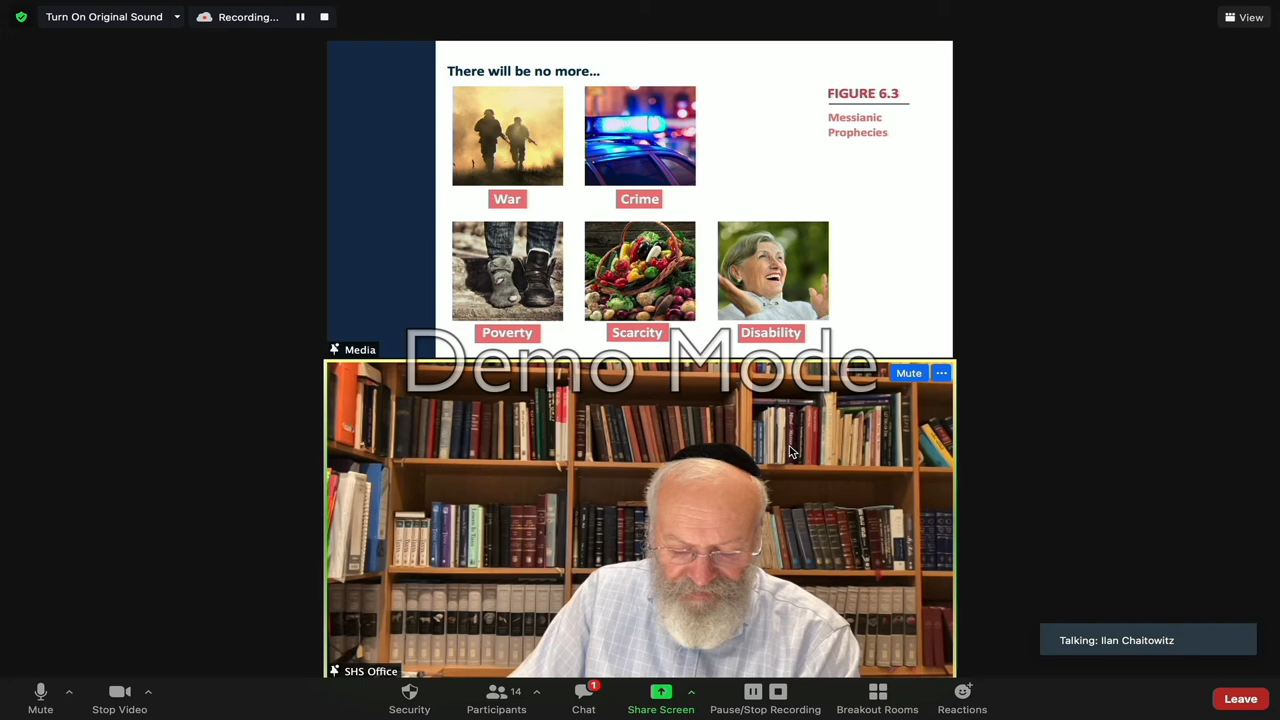 Turn On Original Sound
Recording...
View
There will be no more...
FIGURE 6.3
Messianic
Prophecies
War
Crime
Poverty
Scarcity
Disability
Media
Demo Mode
Mute
...
SHS Office
Talking: Ilan Chaitowitz
Mute
Stop Video
Security
14
Participants
1
Chat
Share Screen
Pause/Stop Recording
Breakout Rooms
Reactions
Leave